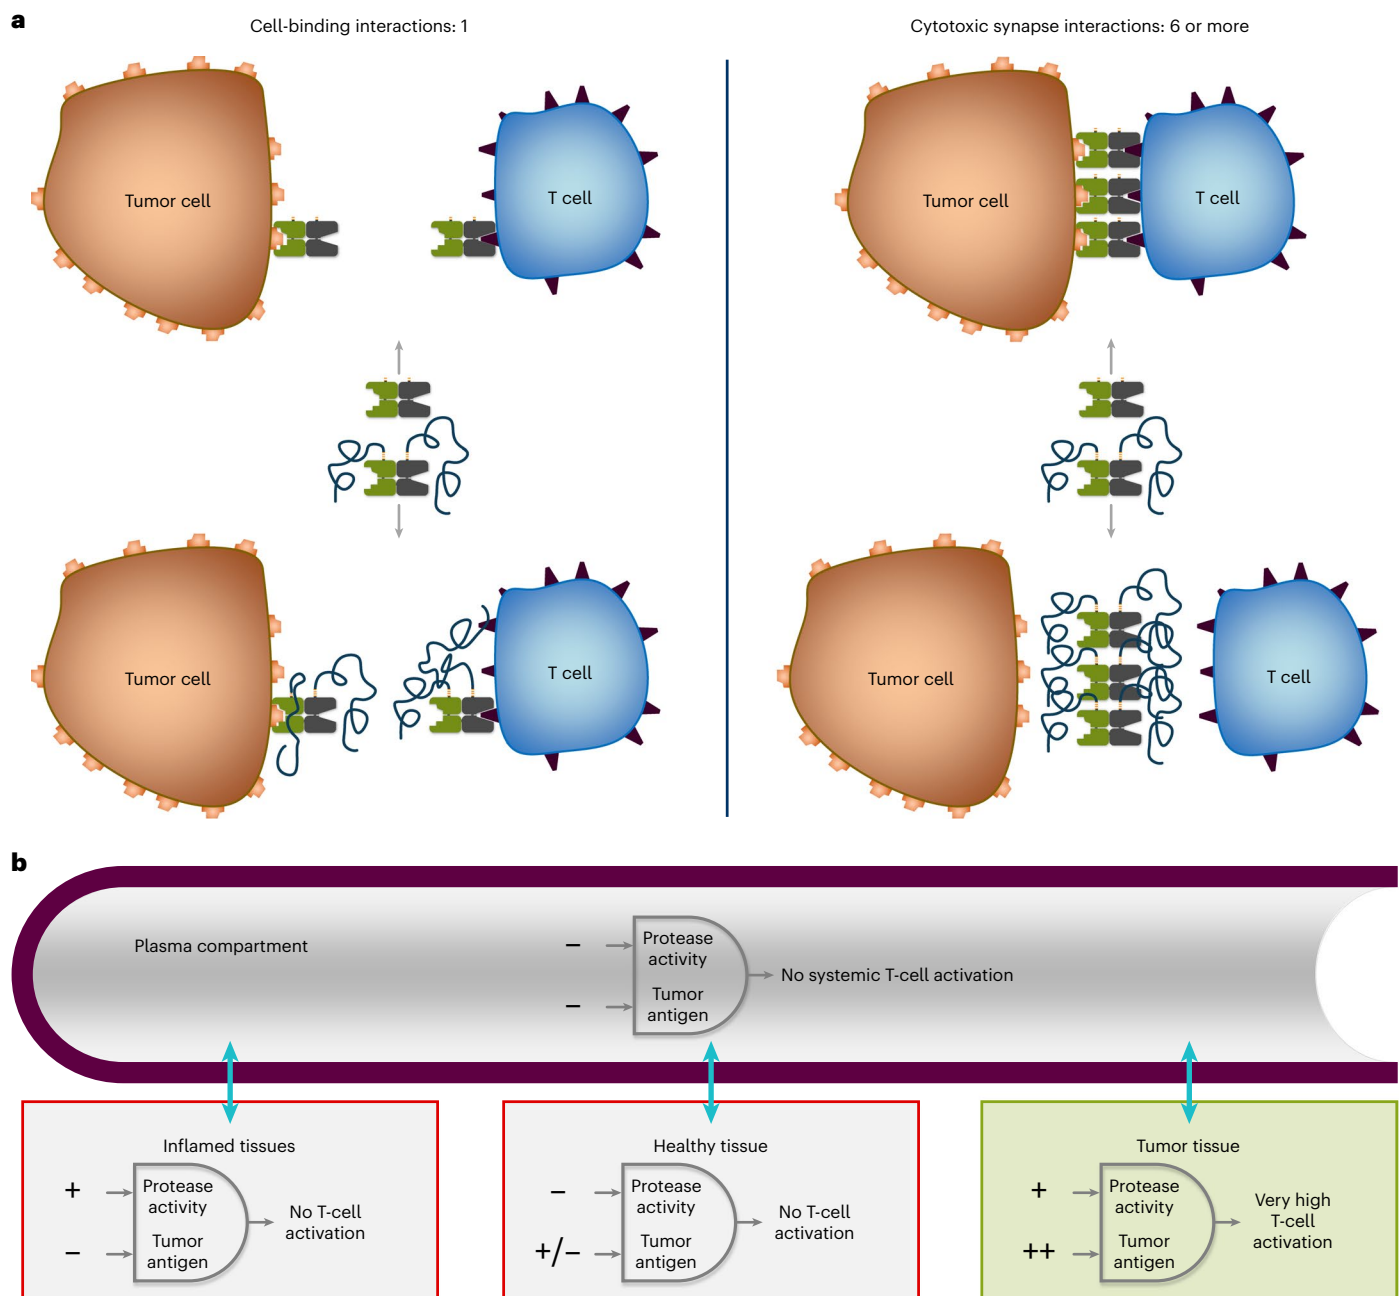 a
Cell-binding interactions: 1
Cytotoxic synapse interactions: 6 or more
Tumor cell
T cell
Tumor cell
T cell
Tumor cell
T cell
Tumor cell
T cell
b
Plasma compartment
–
Protease
activity
–
Tumor
antigen
No systemic T-cell activation
Inflamed tissues
+
Protease
activity
–
Tumor
antigen
No T-cell
activation
Healthy tissue
–
Protease
activity
+/–
Tumor
antigen
No T-cell
activation
Tumor tissue
+
Protease
activity
++
Tumor
antigen
Very high
T-cell
activation